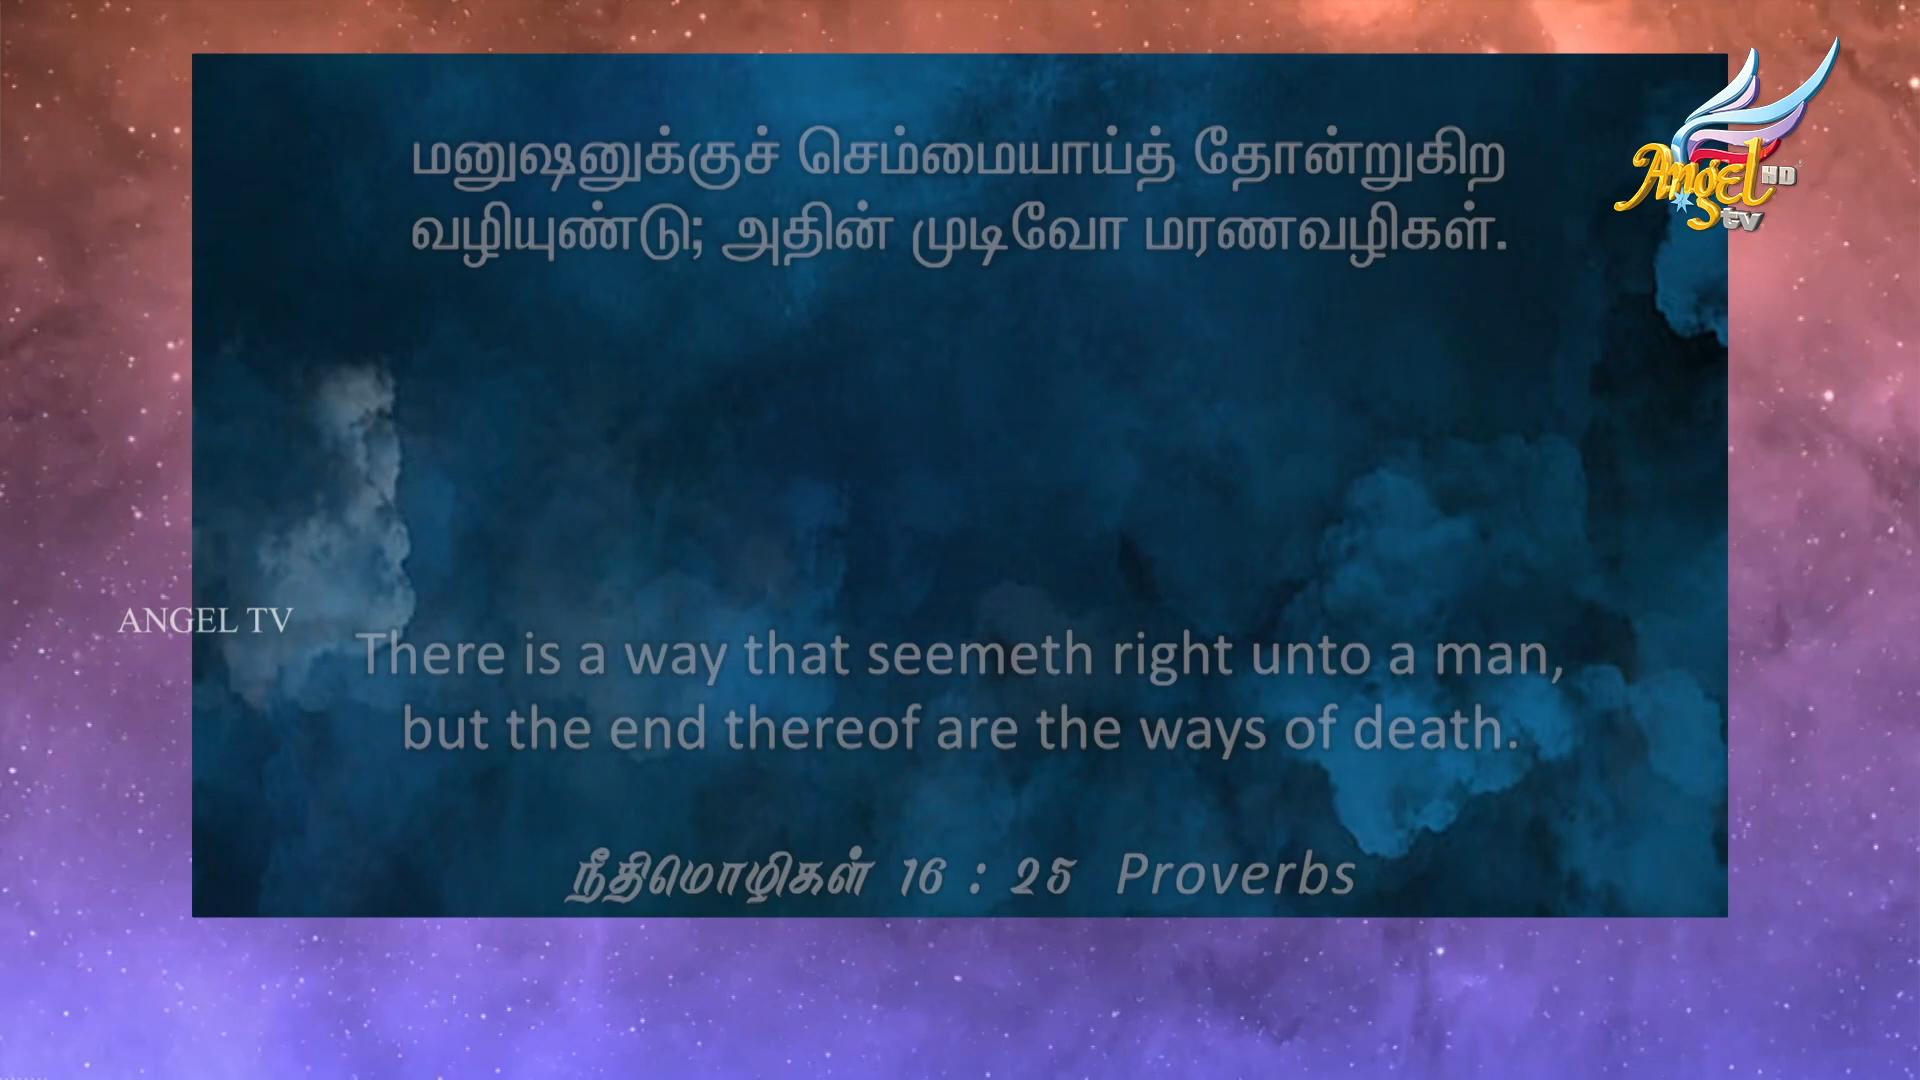 மனுஷனுக்குச் செம்மையாய்த் தோன்றுகிற
வழியுண்டு; அதின் முடிவோ மரணவழிகள்.
Angel HD
tv
ANGEL TV
There is a way that seemeth right unto a man,
but the end thereof are the ways of death.
நீதிமொழிகள் 16 : 25 Proverbs